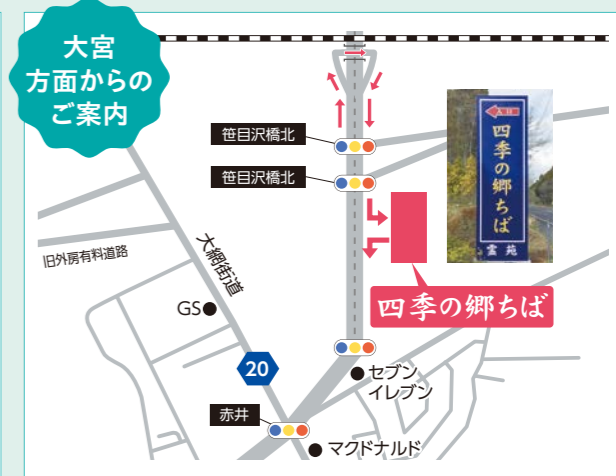 大宮
方面からの
ご案内
笹目沢橋北
笹目沢橋北
旧外房有料道路
大網街道
GS
20
赤井
セブン
イレブン
マクドナルド
四季の郷ちば
入口
四季の郷ちば
霊苑